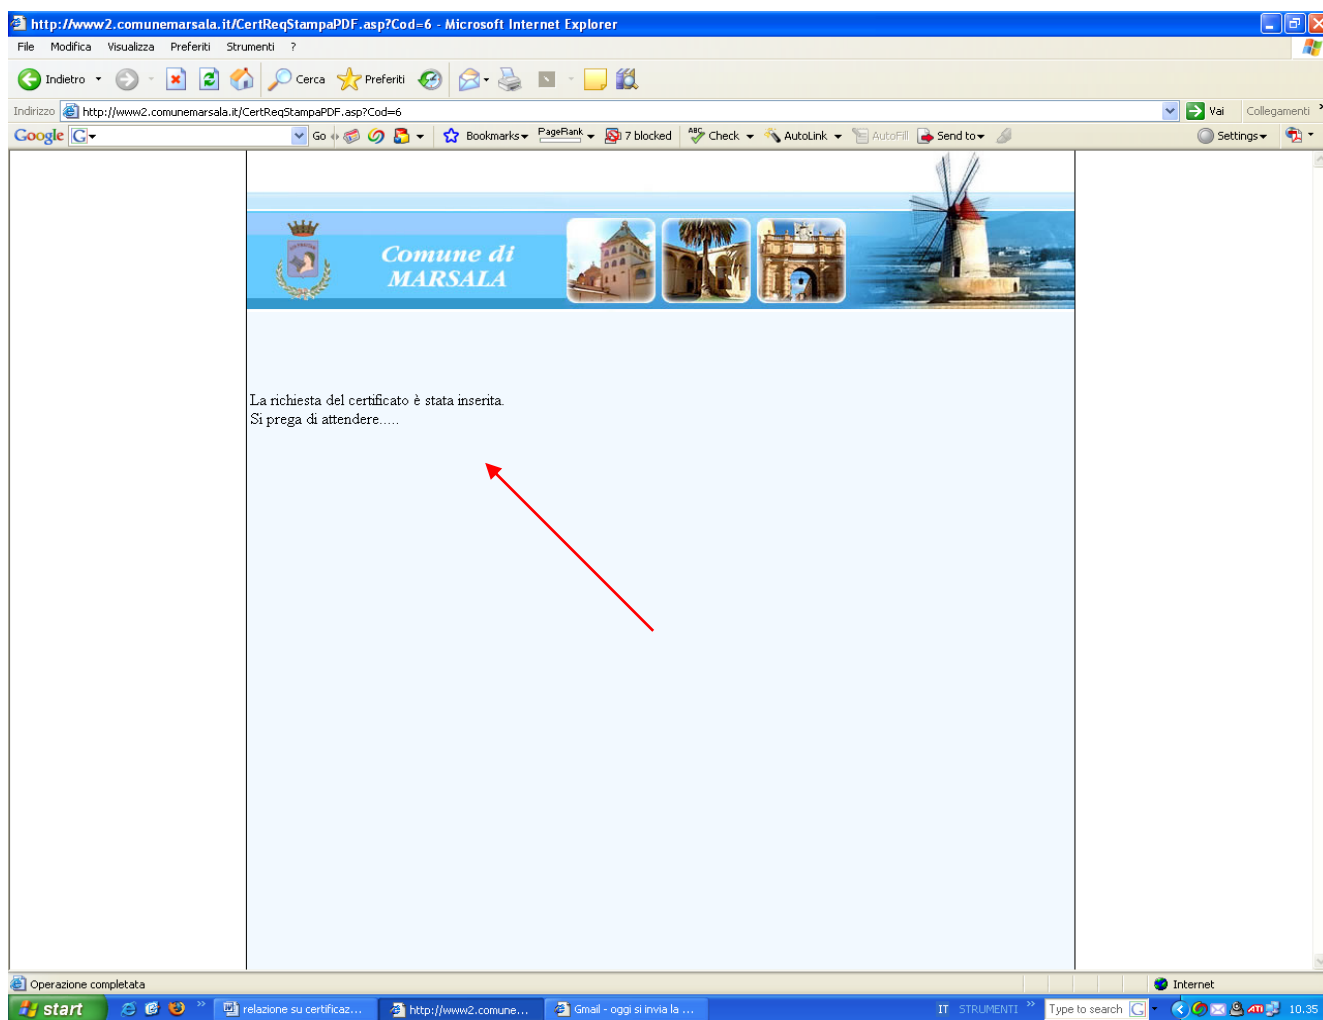 http://www2.comunemarsala.it/CertReqStampaPDF.asp?Cod=6 - Microsoft Internet Explorer
File Modifica Visualizza Preferiti Strumenti ?
Indietro Cerca Preferiti
Indirizzo http://www2.comunemarsala.it/CertReqStampaPDF.asp?Cod=6 Vai Collegamenti »
Google G Go Bookmarks PageRank 7 blocked ABC Check AutoLink AutoFill Send to Settings
Comune di
MARSALA
La richiesta del certificato è stata inserita.
Si prega di attendere.....
Operazione completata Internet
start » relazione su certificaz... http://www2.comune... Gmail - oggi si invia la ... IT STRUMENTI » Type to search G 10.35